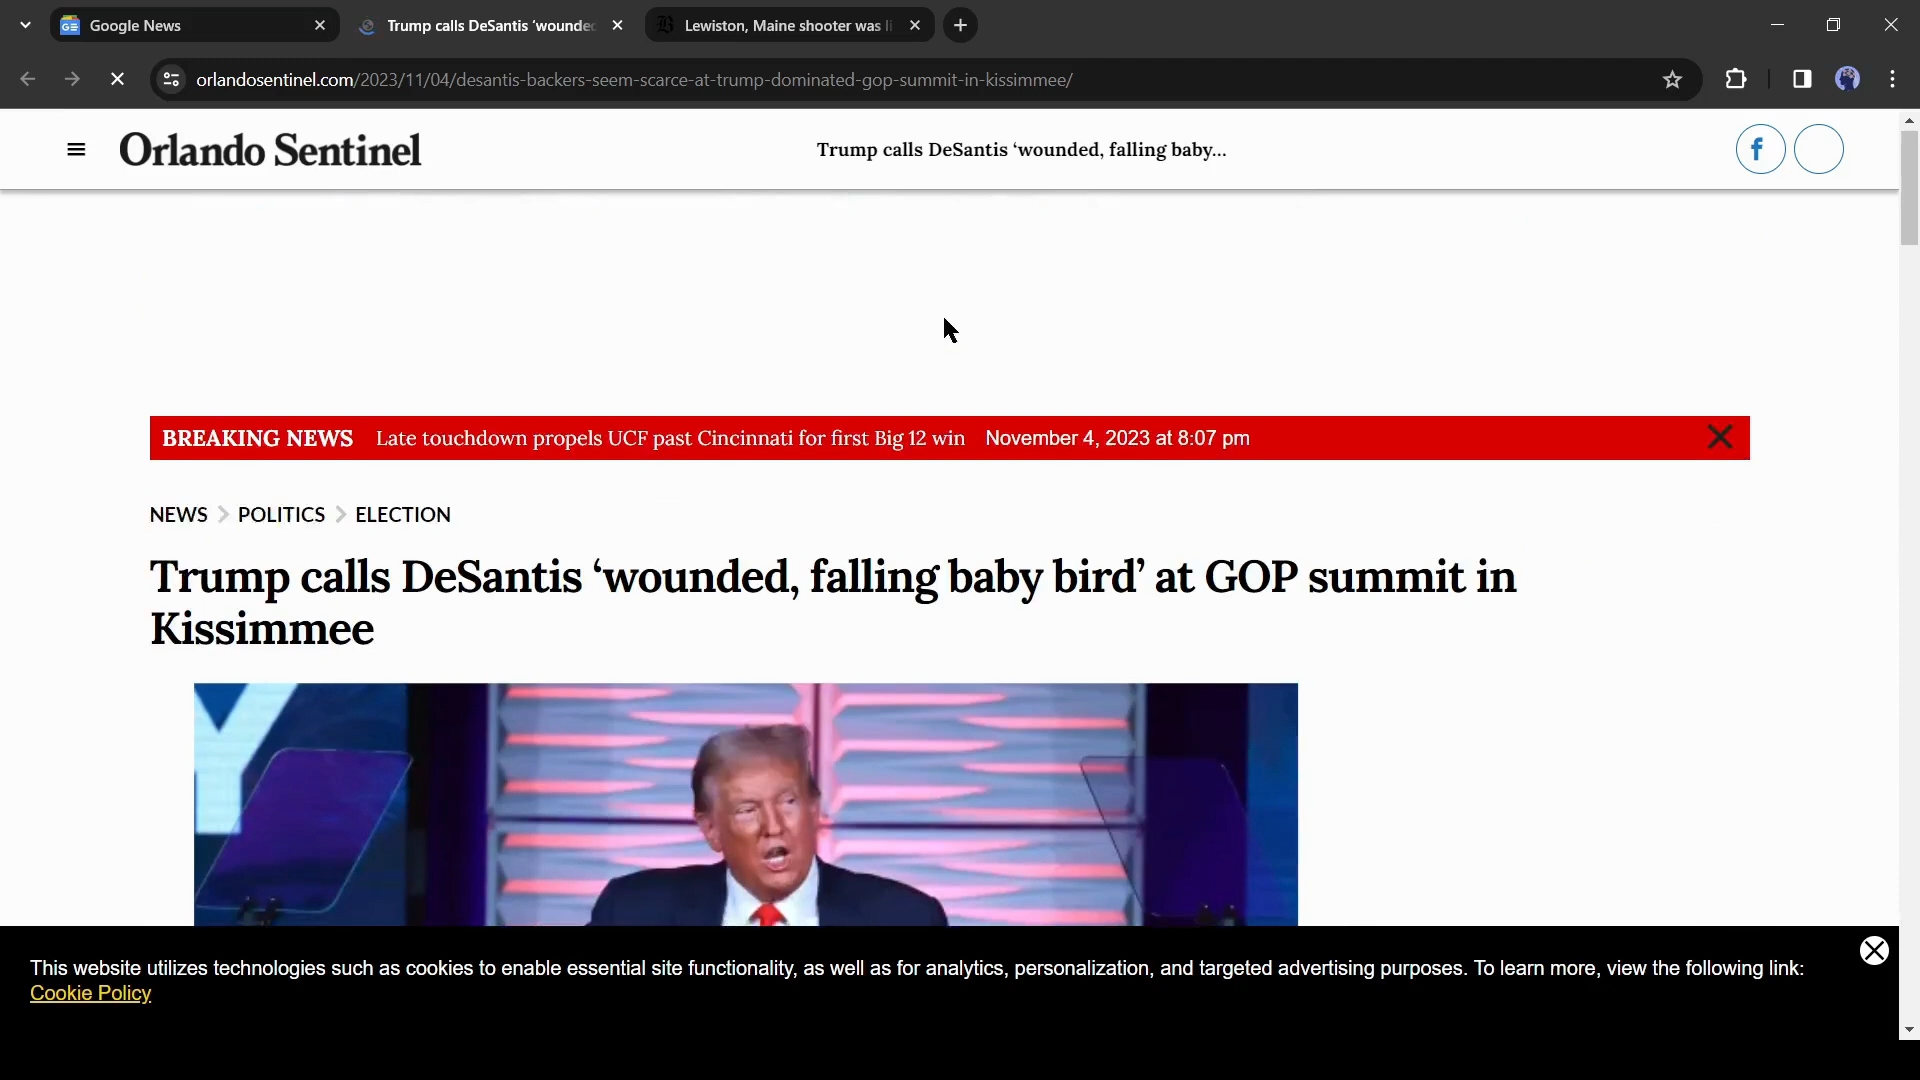 Google News
Trump calls DeSantis ‘wounde
Lewiston, Maine shooter was li
orlandosentinel.com/2023/11/04/desantis-backers-seem-scarce-at-trump-dominated-gop-summit-in-kissimmee/
Orlando Sentinel
Trump calls DeSantis ‘wounded, falling baby...
BREAKING NEWS Late touchdown propels UCF past Cincinnati for first Big 12 win November 4, 2023 at 8:07 pm
NEWS > POLITICS > ELECTION
Trump calls DeSantis ‘wounded, falling baby bird’ at GOP summit in
Kissimmee
This website utilizes technologies such as cookies to enable essential site functionality, as well as for analytics, personalization, and targeted advertising purposes. To learn more, view the following link:
Cookie Policy